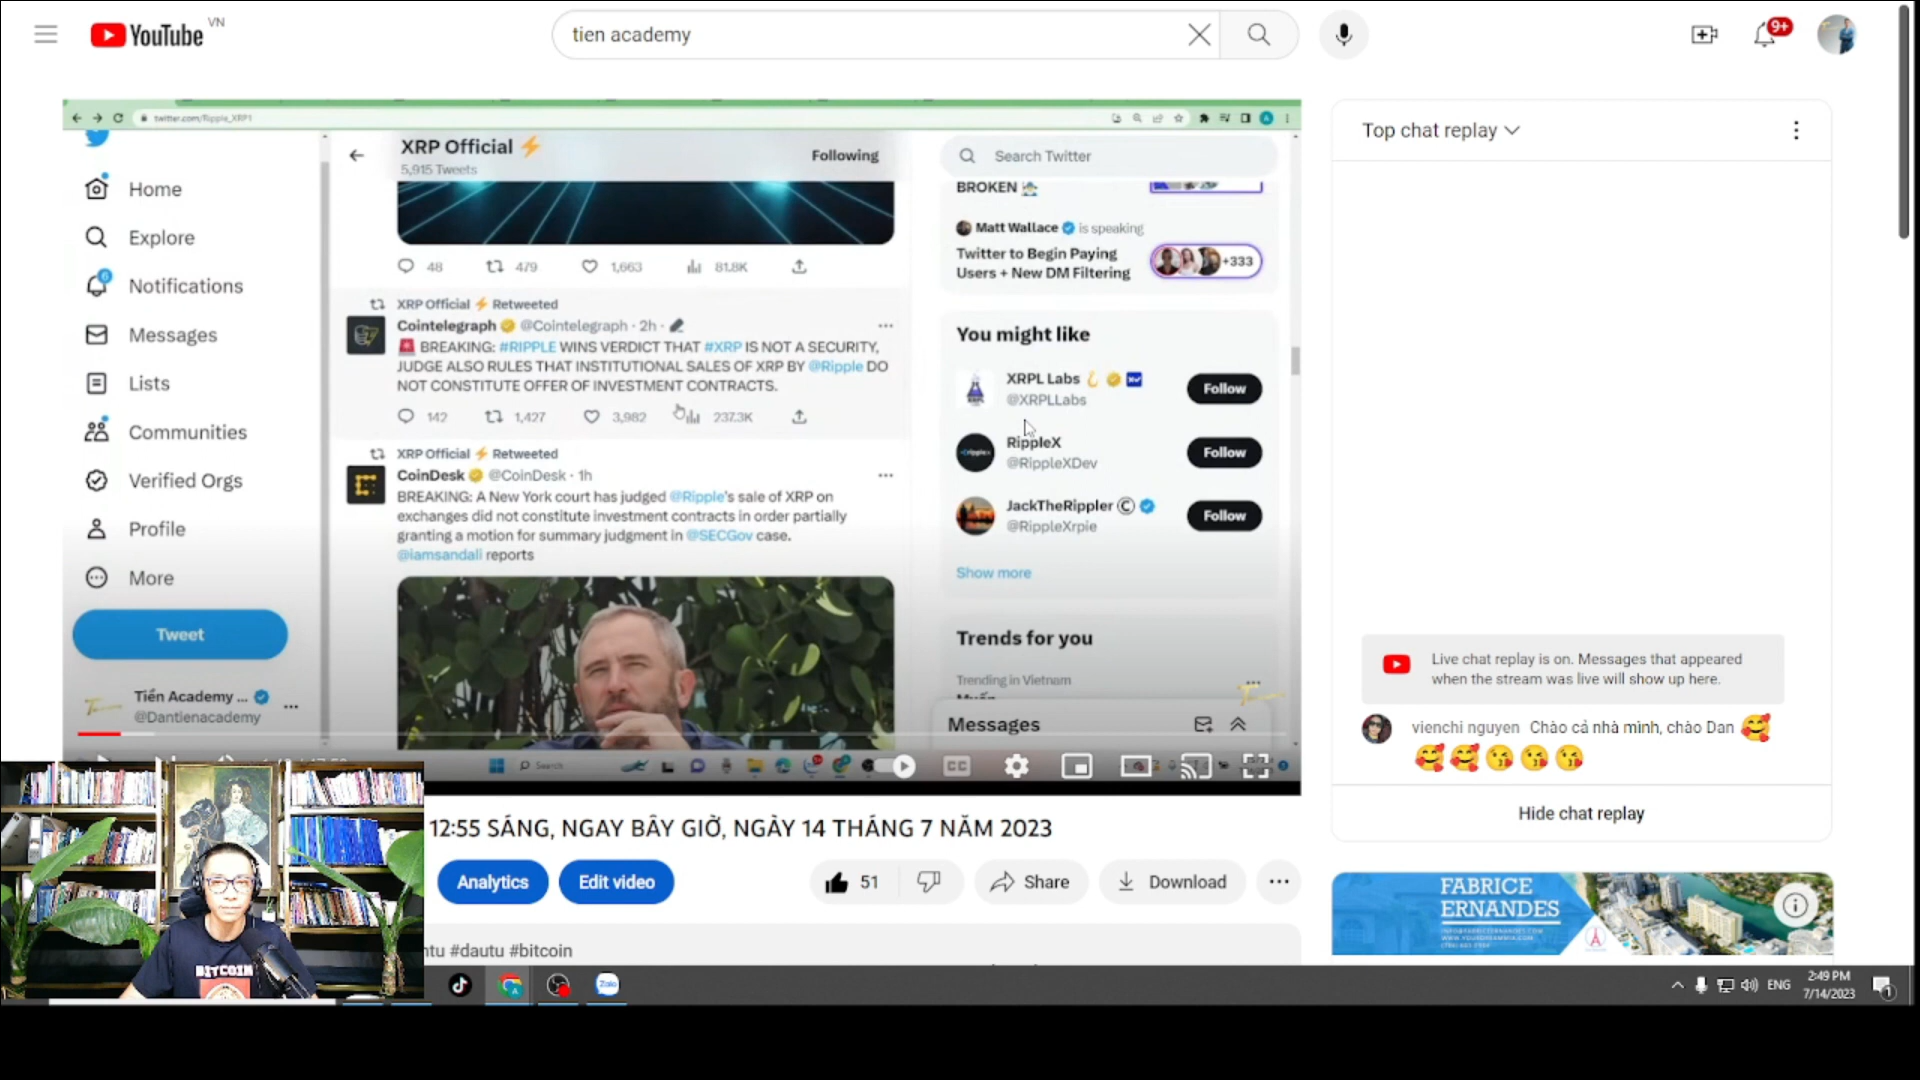 YouTube VN
tien academy
9+
twitter.com/Ripple_XRP1
XRP Official
5,915 Tweets
Following
Home
Explore
Notifications
Messages
Lists
Communities
Verified Orgs
Profile
More
Tweet
Tiền Academy ...
@Dantienacademy
48 479 1,663 81.8K
XRP Official ⚡ Retweeted
Cointelegraph @Cointelegraph · 2h ·
🚨 BREAKING: #RIPPLE WINS VERDICT THAT #XRP IS NOT A SECURITY,
JUDGE ALSO RULES THAT INSTITUTIONAL SALES OF XRP BY @Ripple DO
NOT CONSTITUTE OFFER OF INVESTMENT CONTRACTS.
142 1,427 3,982 237.3K
XRP Official ⚡ Retweeted
CoinDesk @CoinDesk · 1h
BREAKING: A New York court has judged @Ripple's sale of XRP on
exchanges did not constitute investment contracts in order partially
granting a motion for summary judgment in @SECGov case.
@iamsandali reports
Search Twitter
BROKEN
Matt Wallace is speaking
Twitter to Begin Paying
Users + New DM Filtering
+333
You might like
XRPL Labs
@XRPLLabs
Follow
RippleX
@RippleXDev
Follow
JackTheRippler ©
@RippleXrpie
Follow
Show more
Trends for you
Trending in Vietnam
Messages
Search
CC
Top chat replay
Live chat replay is on. Messages that appeared
when the stream was live will show up here.
vienchi nguyen Chào cả nhà mình, chào Dan 🥰
🥰🥰😘😘😘
Hide chat replay
12:55 SÁNG, NGAY BÂY GIỜ, NGÀY 14 THÁNG 7 NĂM 2023
Analytics
Edit video
51
Share
Download
ntu #dautu #bitcoin
FABRICE
ERNANDES
BITCOIN
Zalo
ENG
2:49 PM
7/14/2023
1